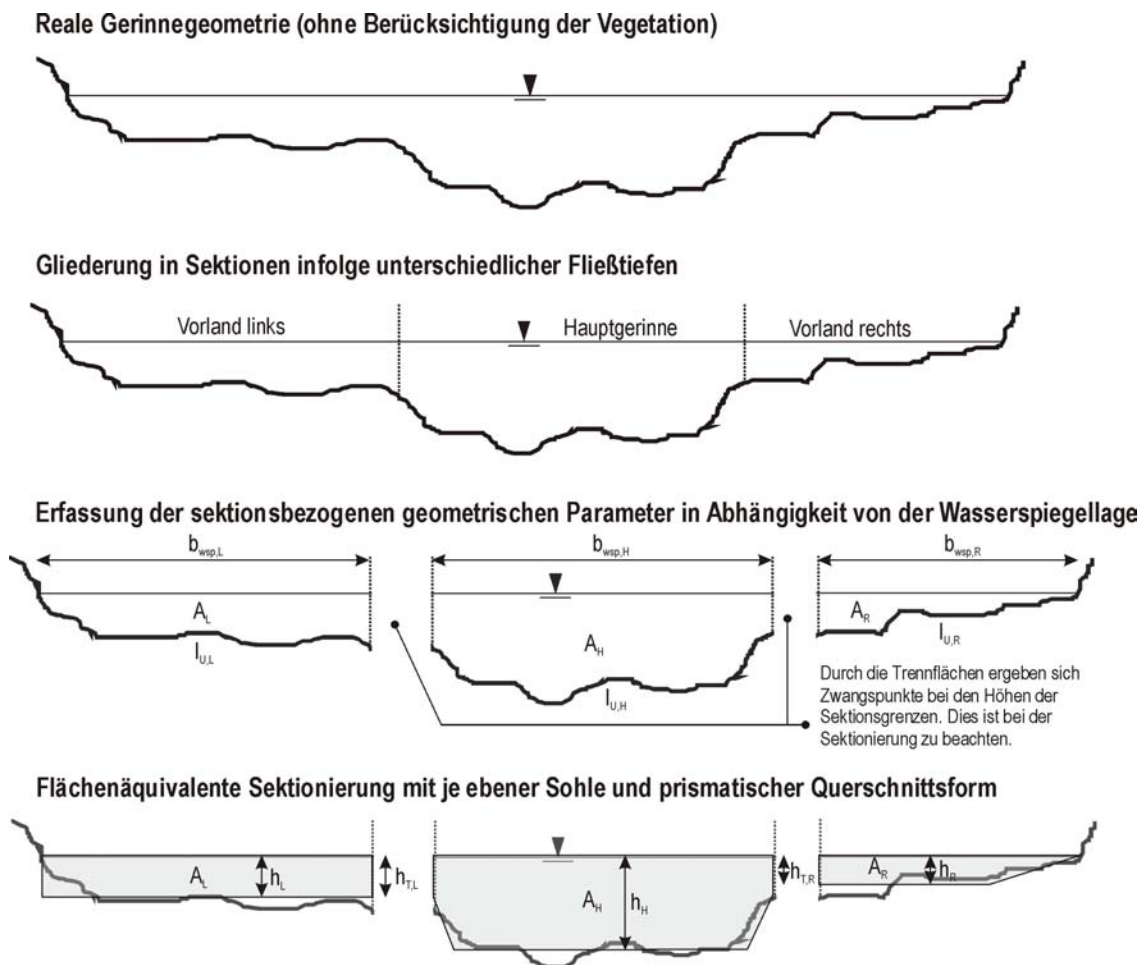 Reale Gerinnegeometrie (ohne Berücksichtigung der Vegetation)
Gliederung in Sektionen infolge unterschiedlicher Fließtiefen
Vorland links
Hauptgerinne
Vorland rechts
Erfassung der sektionsbezogenen geometrischen Parameter in Abhängigkeit von der Wasserspiegellage
b_wsp,L
b_wsp,H
b_wsp,R
A_L
A_H
A_R
l_U,L
l_U,H
l_U,R
Durch die Trennflächen ergeben sich
Zwangspunkte bei den Höhen der
Sektionsgrenzen. Dies ist bei der
Sektionierung zu beachten.
Flächenäquivalente Sektionierung mit je ebener Sohle und prismatischer Querschnittsform
A_L
h_L
h_T,L
A_H
h_H
h_T,R
A_R
h_R